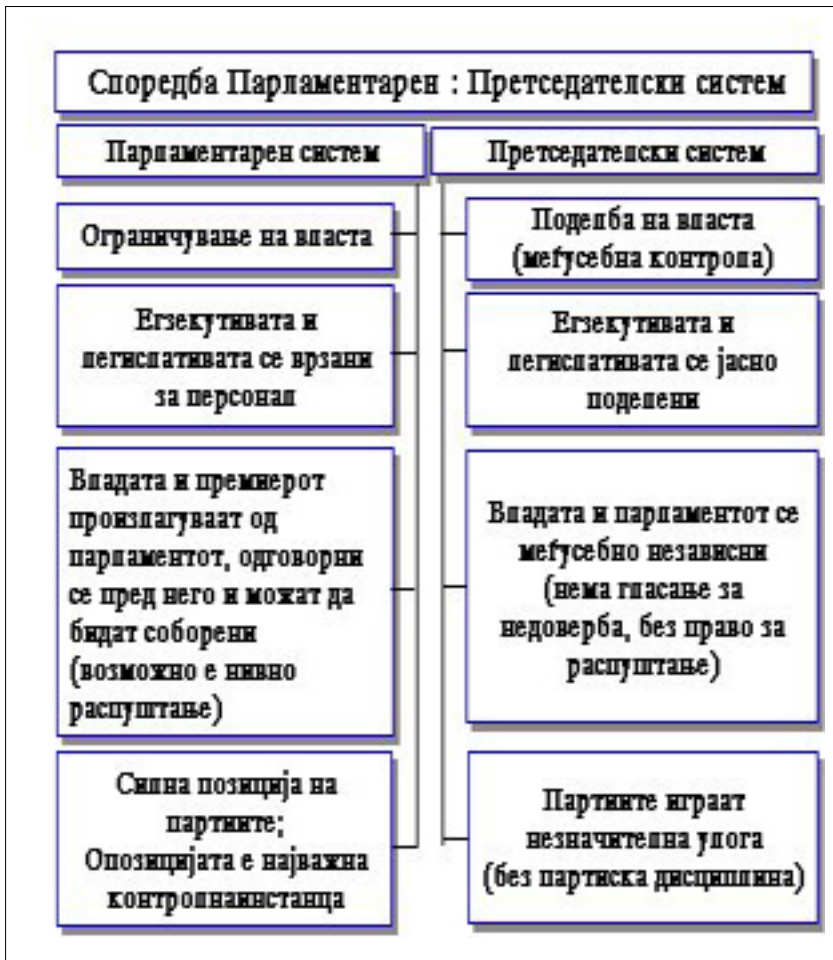 Споредба Парламентарен : Претседателски систем
Парламентарен систем
Претседателски систем
Ограничување на власта
Поделба на власта
(меѓусебна контрола)
Егзекутивата и
легислативата се врзани
за персонал
Егзекутивата и
легислативата се јасно
поделени
Владата и премиерот
произлагуваат од
парламентот, одговорни
се пред него и можат да
бидат соборени
(возможно е нивно
распуштање)
Владата и парламентот се
меѓусебно независни
(нема гласање за
недоверба, без право за
распуштање)
Силна позиција на
партиите;
Опозицијата е најважна
контролнаинстанца
Партиите играат
незначителна улога
(без партиска дисциплина)